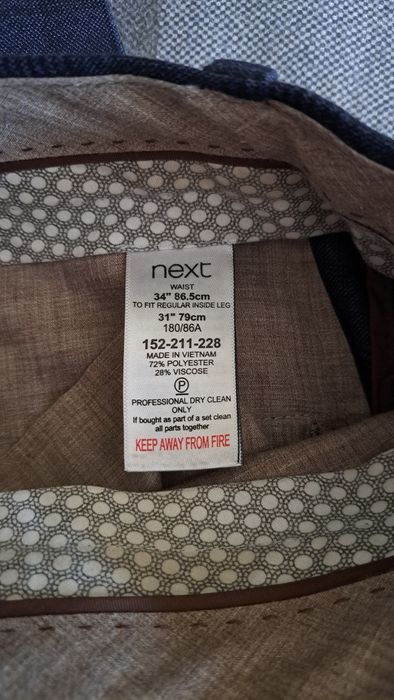 next
WAIST
34" 86.5cm
TO FIT REGULAR INSIDE LEG
31" 79cm
180/86A
152-211-228
MADE IN VIETNAM
72% POLYESTER
28% VISCOSE
P
PROFESSIONAL DRY CLEAN
ONLY
If bought as part of a set clean
all parts together
KEEP AWAY FROM FIRE